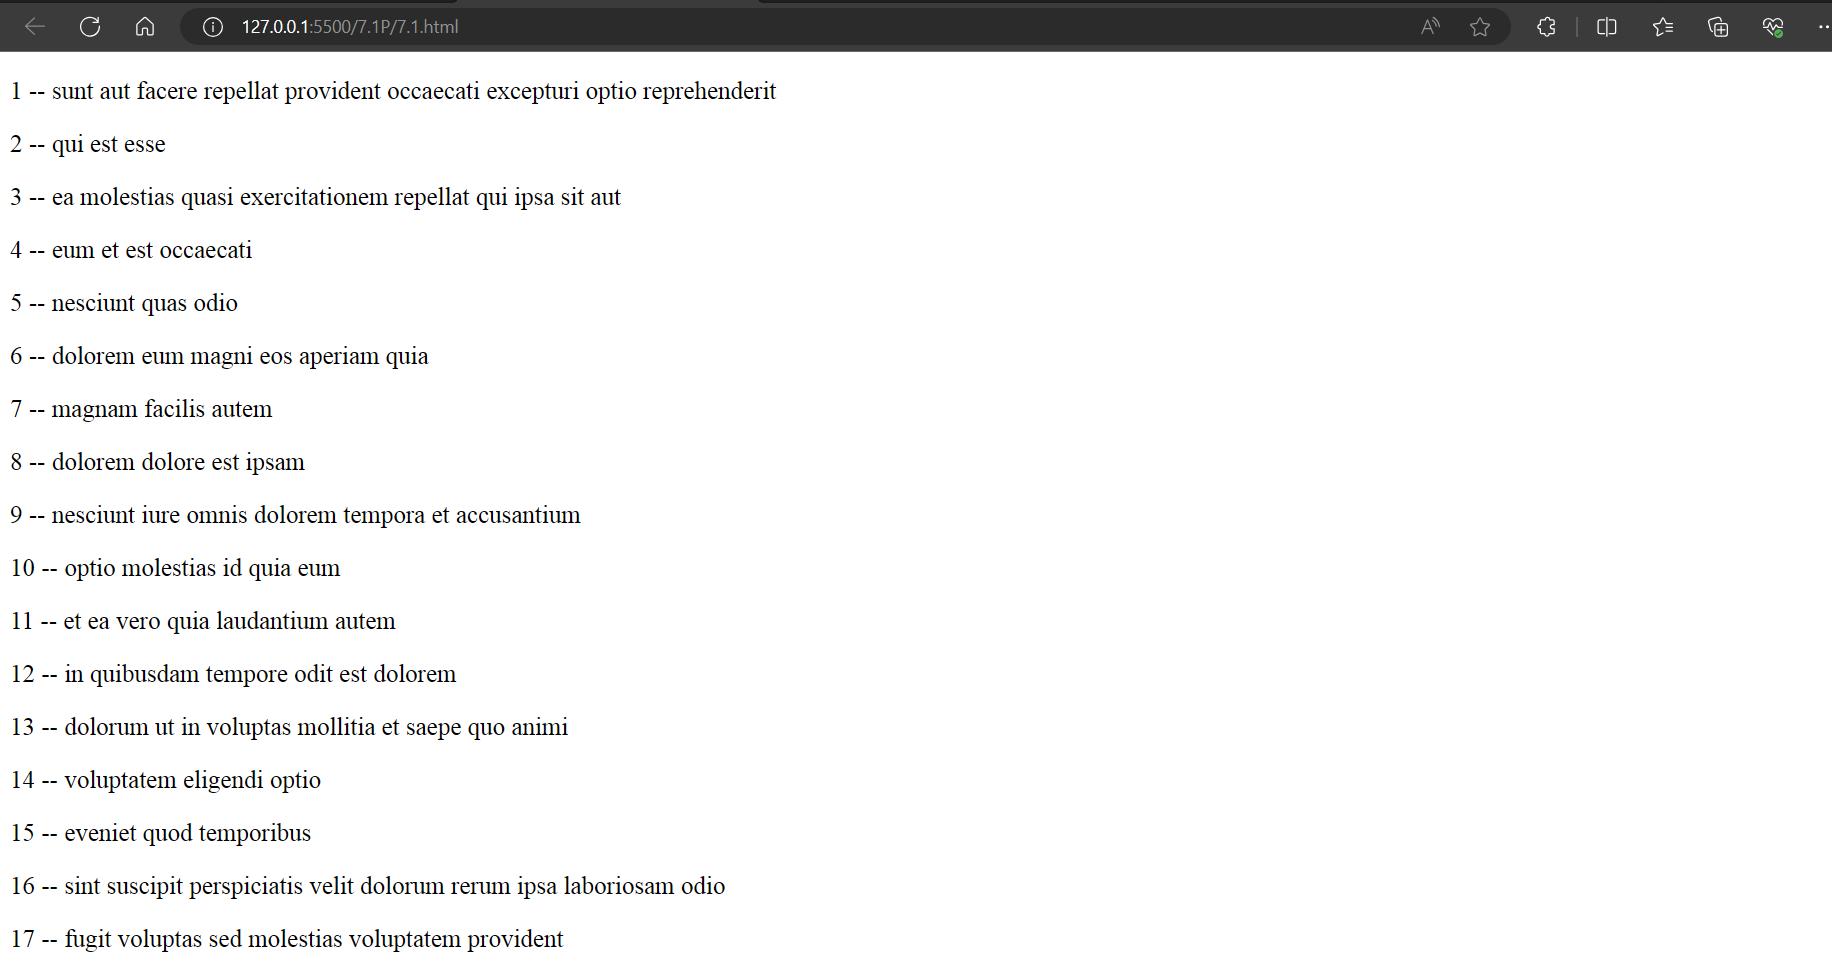 127.0.0.1:5500/7.1P/7.1.html
1 -- sunt aut facere repellat provident occaecati excepturi optio reprehenderit
2 -- qui est esse
3 -- ea molestias quasi exercitationem repellat qui ipsa sit aut
4 -- eum et est occaecati
5 -- nesciunt quas odio
6 -- dolorem eum magni eos aperiam quia
7 -- magnam facilis autem
8 -- dolorem dolore est ipsam
9 -- nesciunt iure omnis dolorem tempora et accusantium
10 -- optio molestias id quia eum
11 -- et ea vero quia laudantium autem
12 -- in quibusdam tempore odit est dolorem
13 -- dolorum ut in voluptas mollitia et saepe quo animi
14 -- voluptatem eligendi optio
15 -- eveniet quod temporibus
16 -- sint suscipit perspiciatis velit dolorum rerum ipsa laboriosam odio
17 -- fugit voluptas sed molestias voluptatem provident